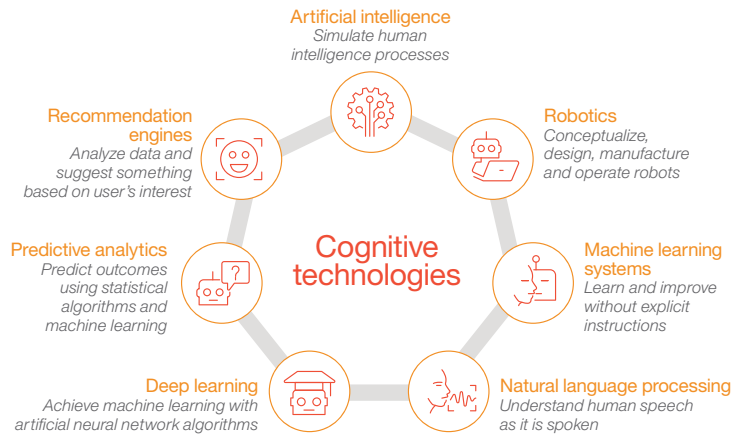 Artificial intelligence
Simulate human
intelligence processes
Recommendation
engines
Analyze data and
suggest something
based on user's interest
Robotics
Conceptualize,
design, manufacture
and operate robots
Cognitive
technologies
Predictive analytics
Predict outcomes
using statistical
algorithms and
machine learning
?
Machine learning
systems
Learn and improve
without explicit
instructions
Deep learning
Achieve machine learning with
artificial neural network algorithms
Natural language processing
Understand human speech
as it is spoken